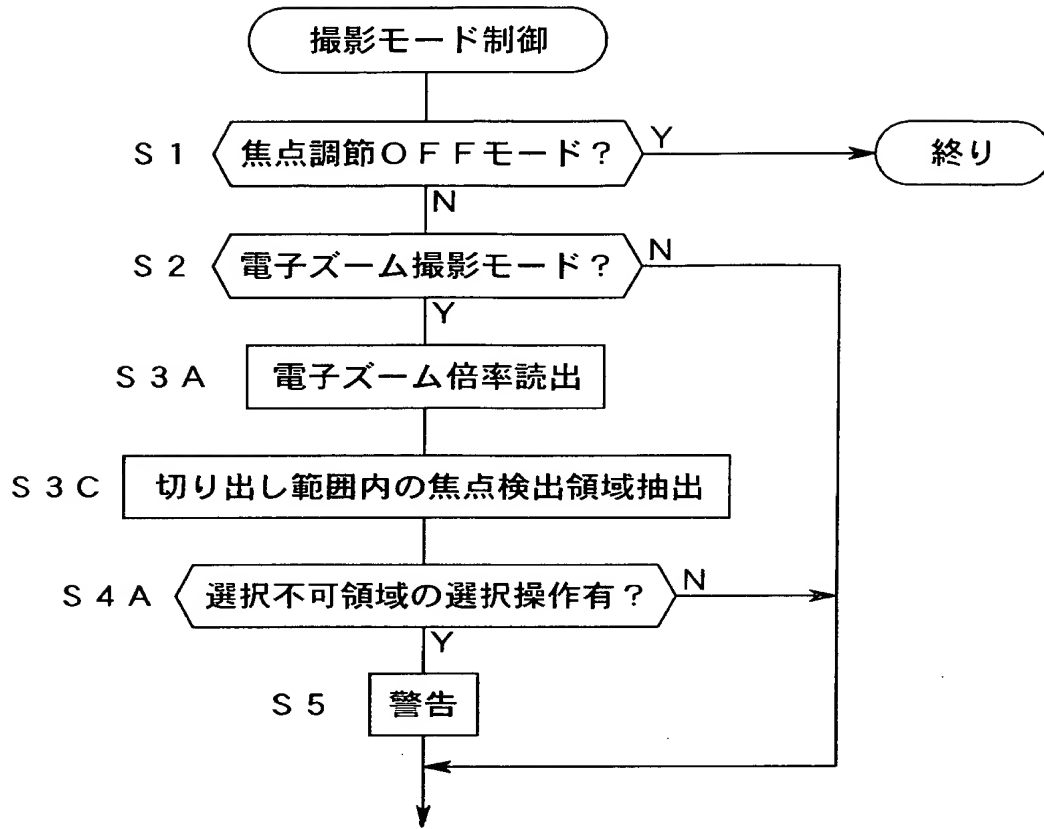 撮影モード制御
S1 焦点調節OFFモード? Y 終り
N
S2 電子ズーム撮影モード? N
Y
S3A 電子ズーム倍率読出
S3C 切り出し範囲内の焦点検出領域抽出
S4A 選択不可領域の選択操作有? N
Y
S5 警告